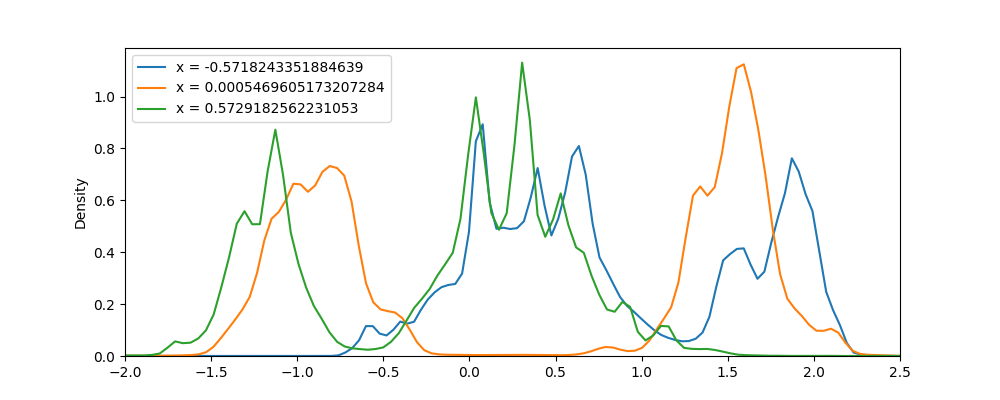 x = -0.5718243351884639
x = 0.0005469605173207284
x = 0.5729182562231053
Density
1.0
0.8
0.6
0.4
0.2
0.0
−2.0 −1.5 −1.0 −0.5 0.0 0.5 1.0 1.5 2.0 2.5